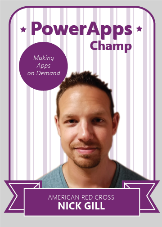 PowerApps
Champ
Making
Apps
on Demand
AMERICAN RED CROSS
NICK GILL